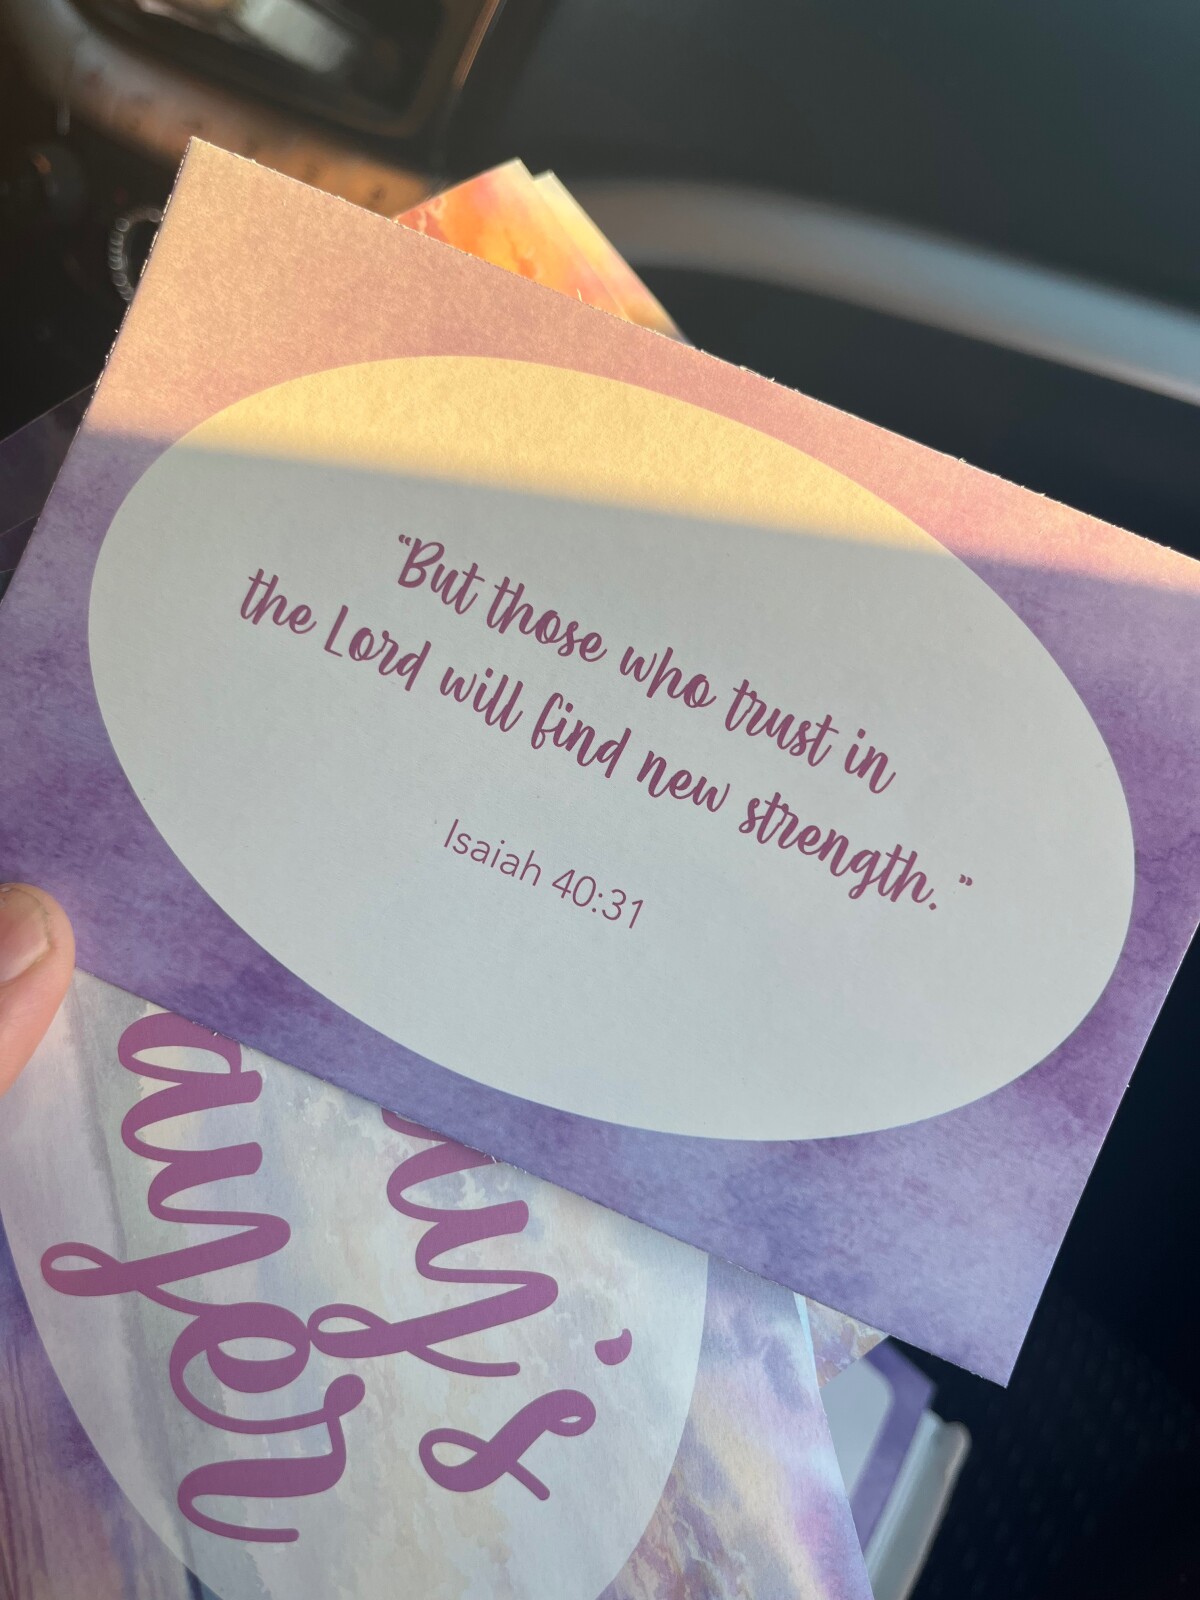 “But those who trust in
the Lord will find new strength.”
Isaiah 40:31